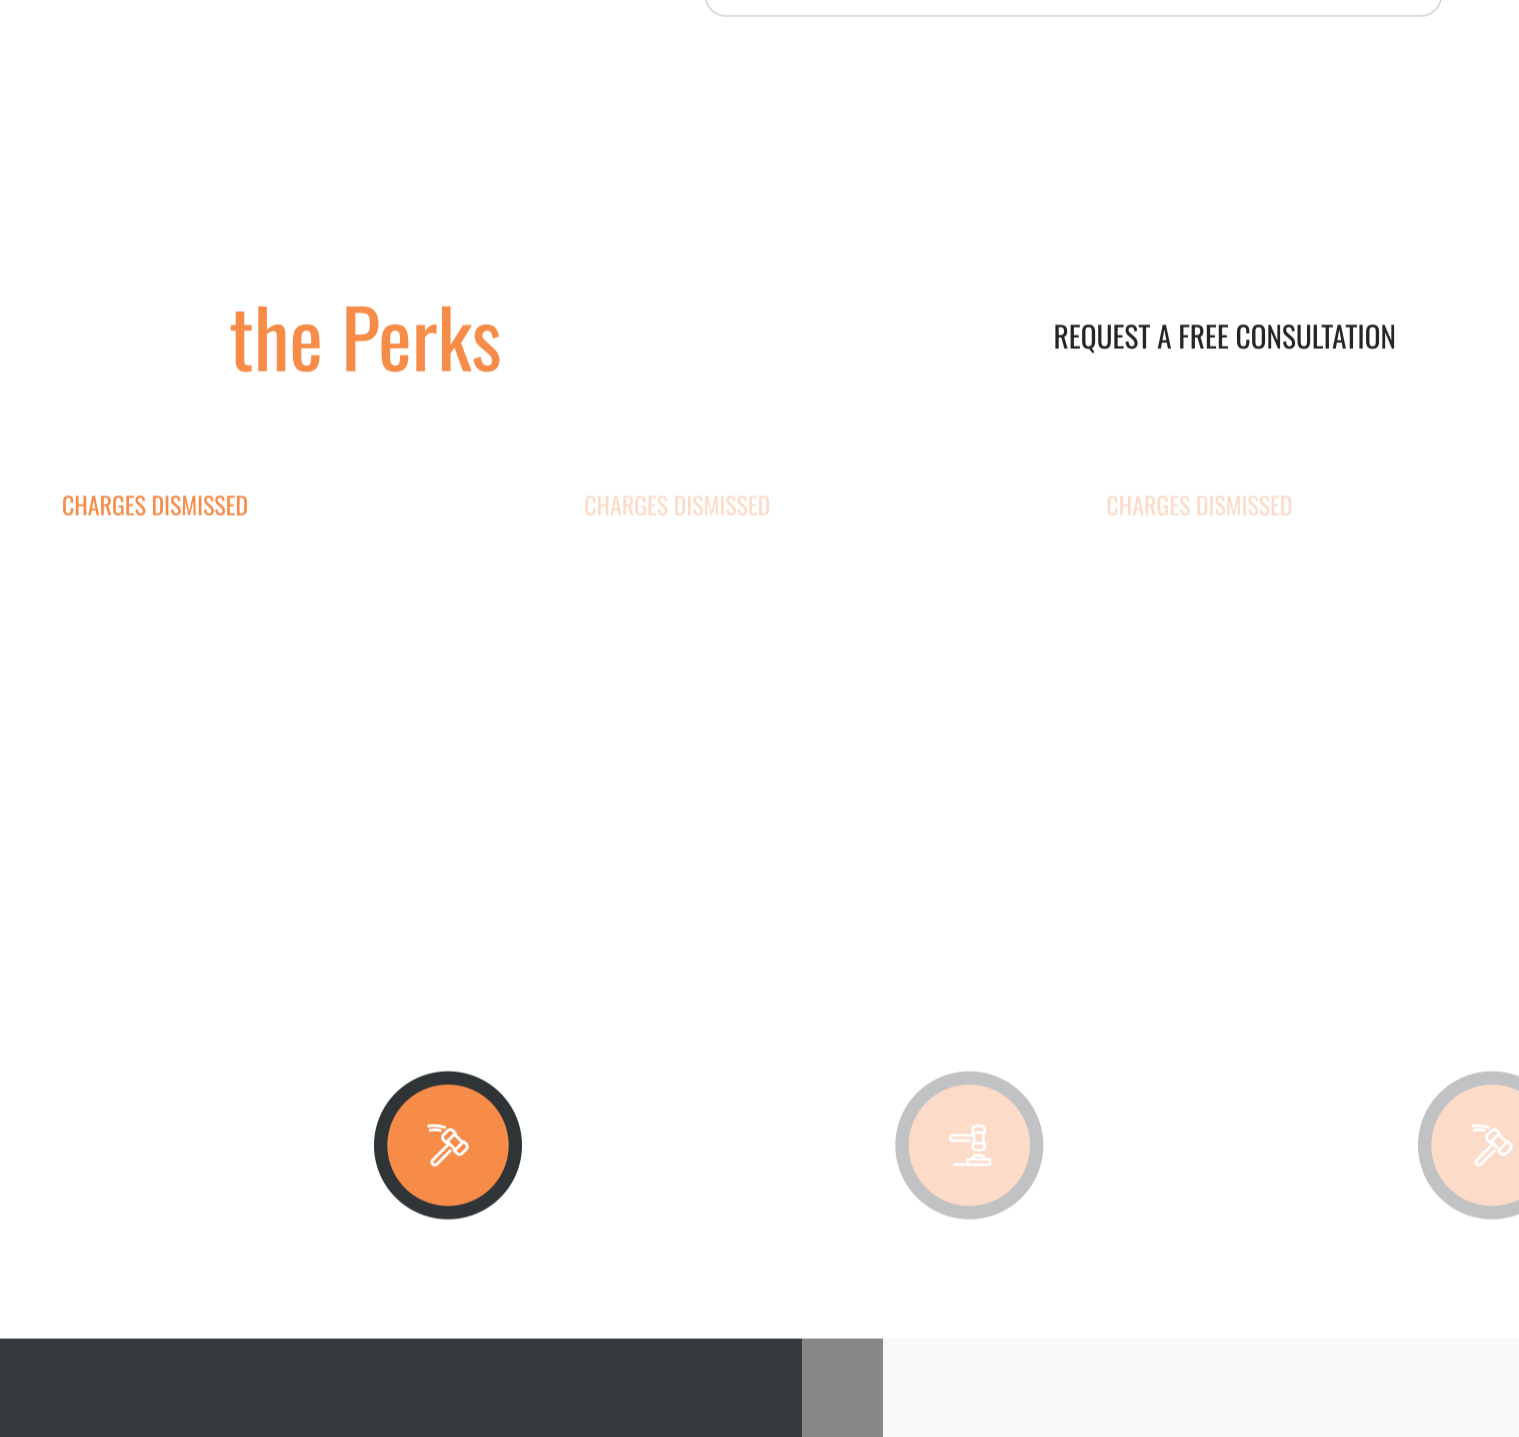 the Perks
REQUEST A FREE CONSULTATION
CHARGES DISMISSED
CHARGES DISMISSED
CHARGES DISMISSED